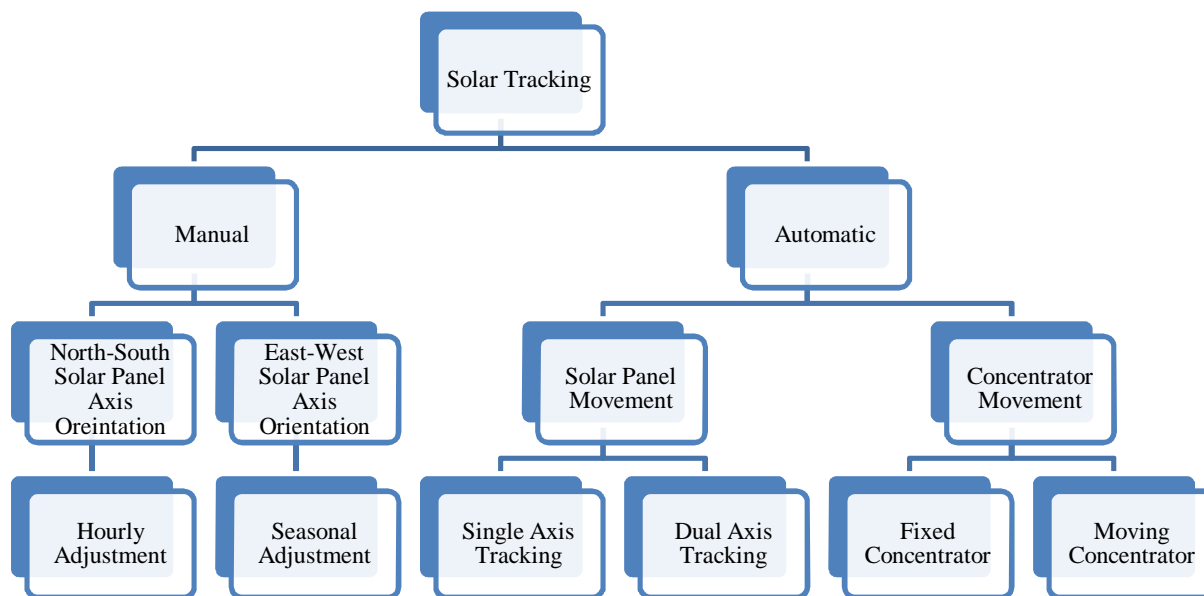 Solar Tracking
Manual
Automatic
North-South
Solar Panel
Axis
Oreintation
East-West
Solar Panel
Axis
Orientation
Solar Panel
Movement
Concentrator
Movement
Hourly
Adjustment
Seasonal
Adjustment
Single Axis
Tracking
Dual Axis
Tracking
Fixed
Concentrator
Moving
Concentrator